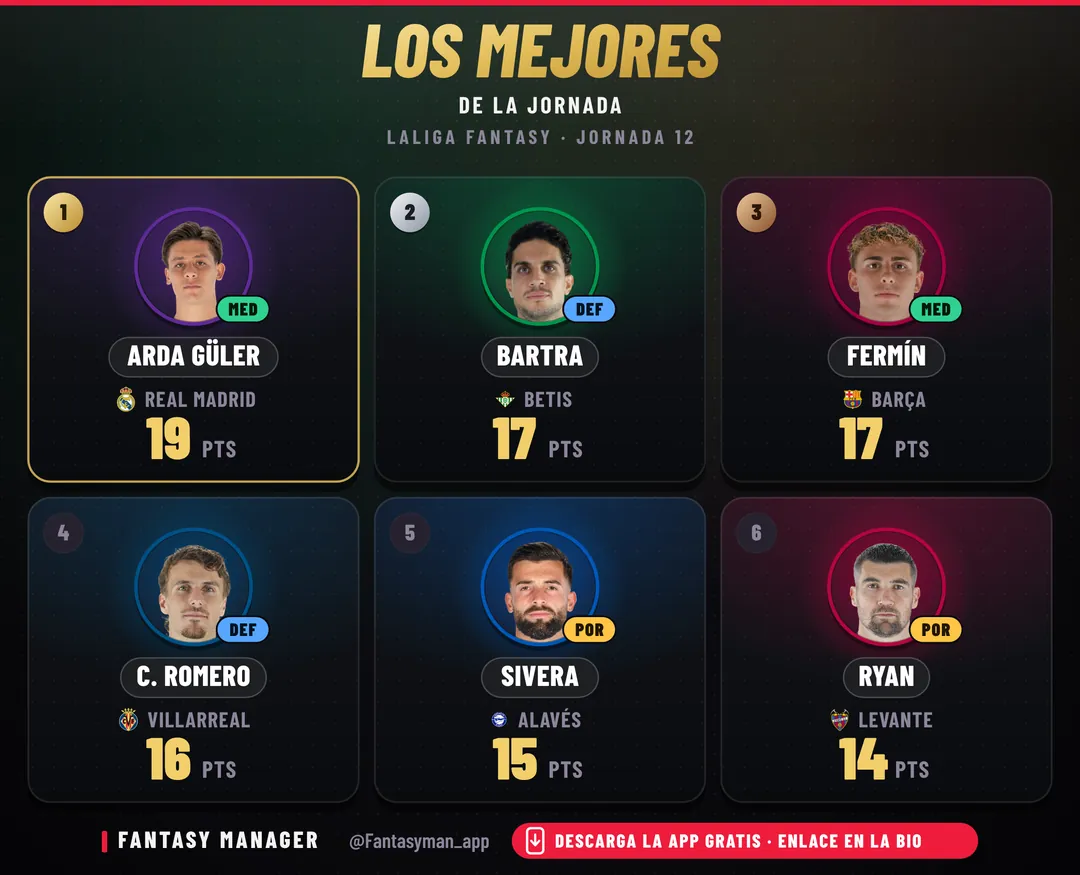 LOS MEJORES
DE LA JORNADA
LALIGA FANTASY · JORNADA 12
1
MED
ARDA GÜLER
REAL MADRID
19 PTS
2
DEF
BARTRA
BETIS
17 PTS
3
MED
FERMÍN
BARÇA
17 PTS
4
DEF
C. ROMERO
VILLARREAL
16 PTS
5
POR
SIVERA
ALAVÉS
15 PTS
6
POR
RYAN
LEVANTE
14 PTS
FANTASY MANAGER @Fantasyman_app DESCARGA LA APP GRATIS · ENLACE EN LA BIO